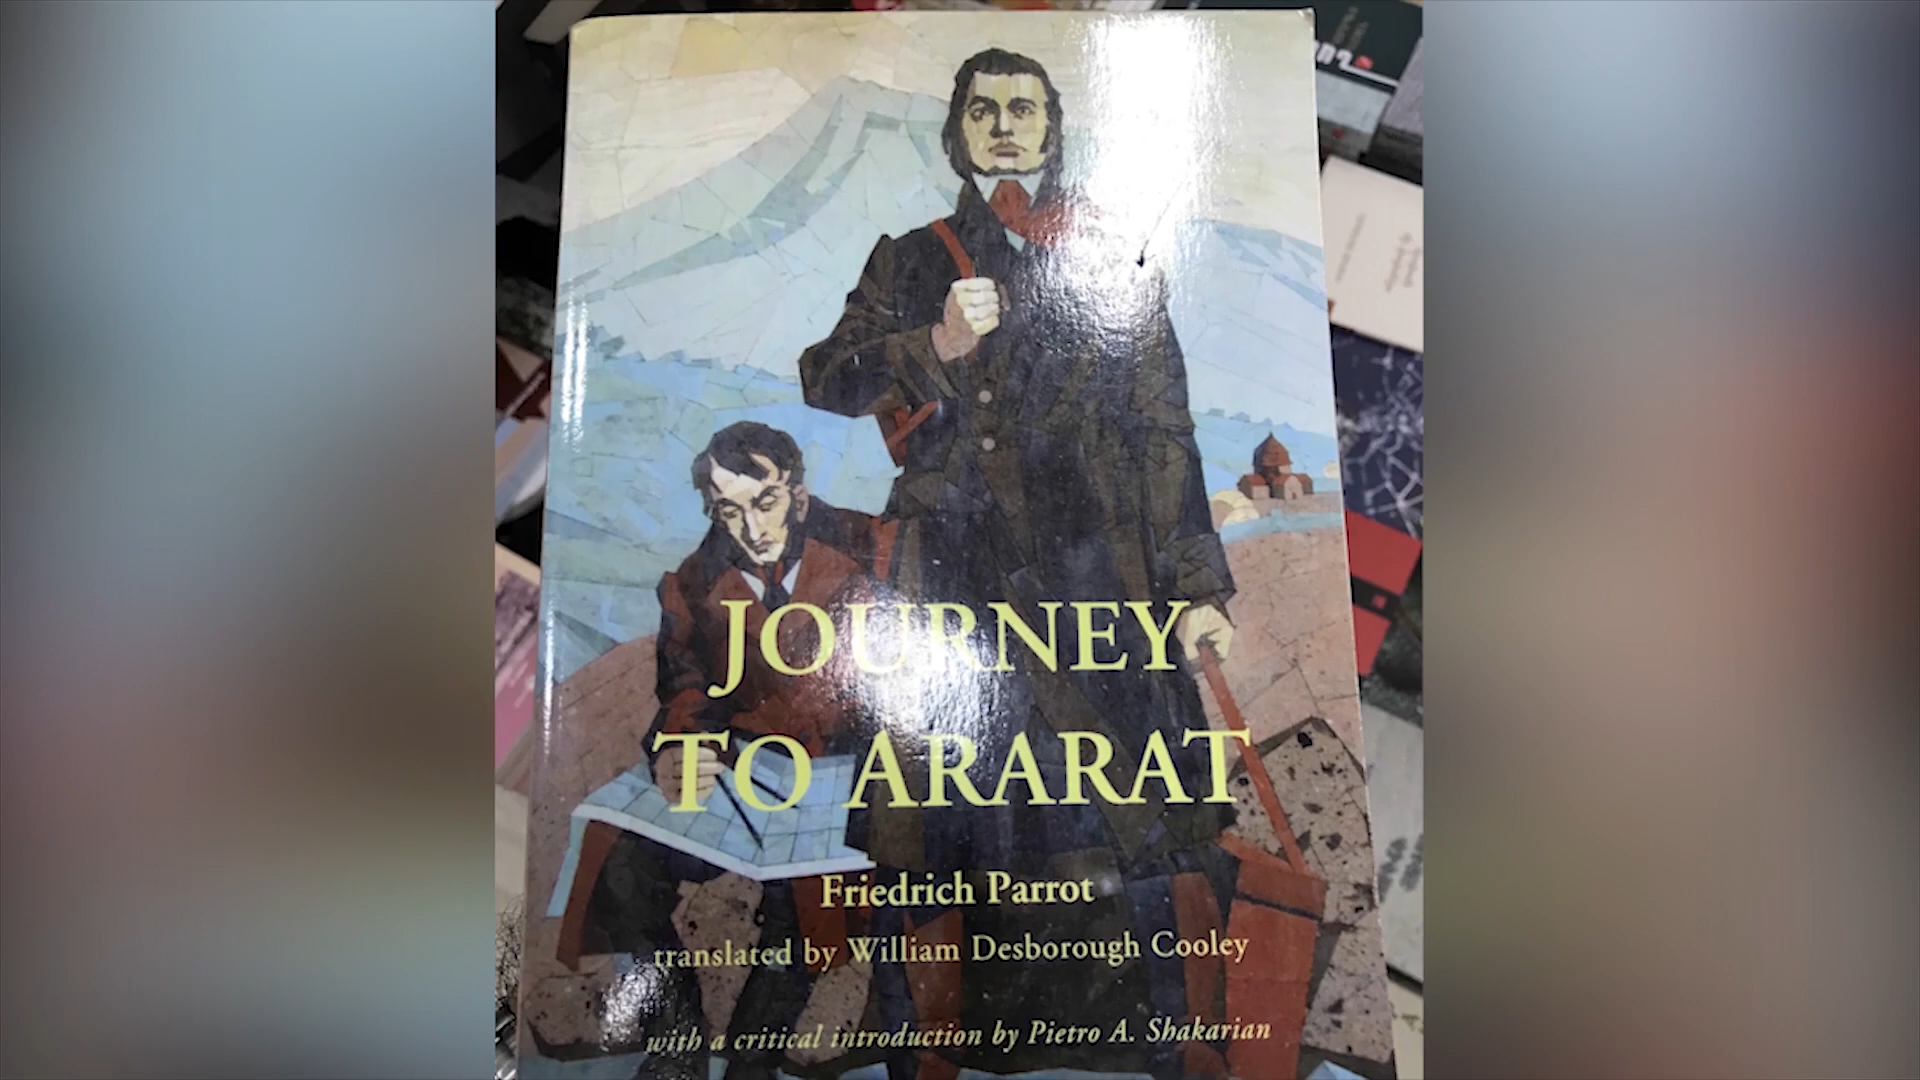 JOURNEY
TO ARARAT
Friedrich Parrot
translated by William Desborough Cooley
with a critical introduction by Pietro A. Shakarian